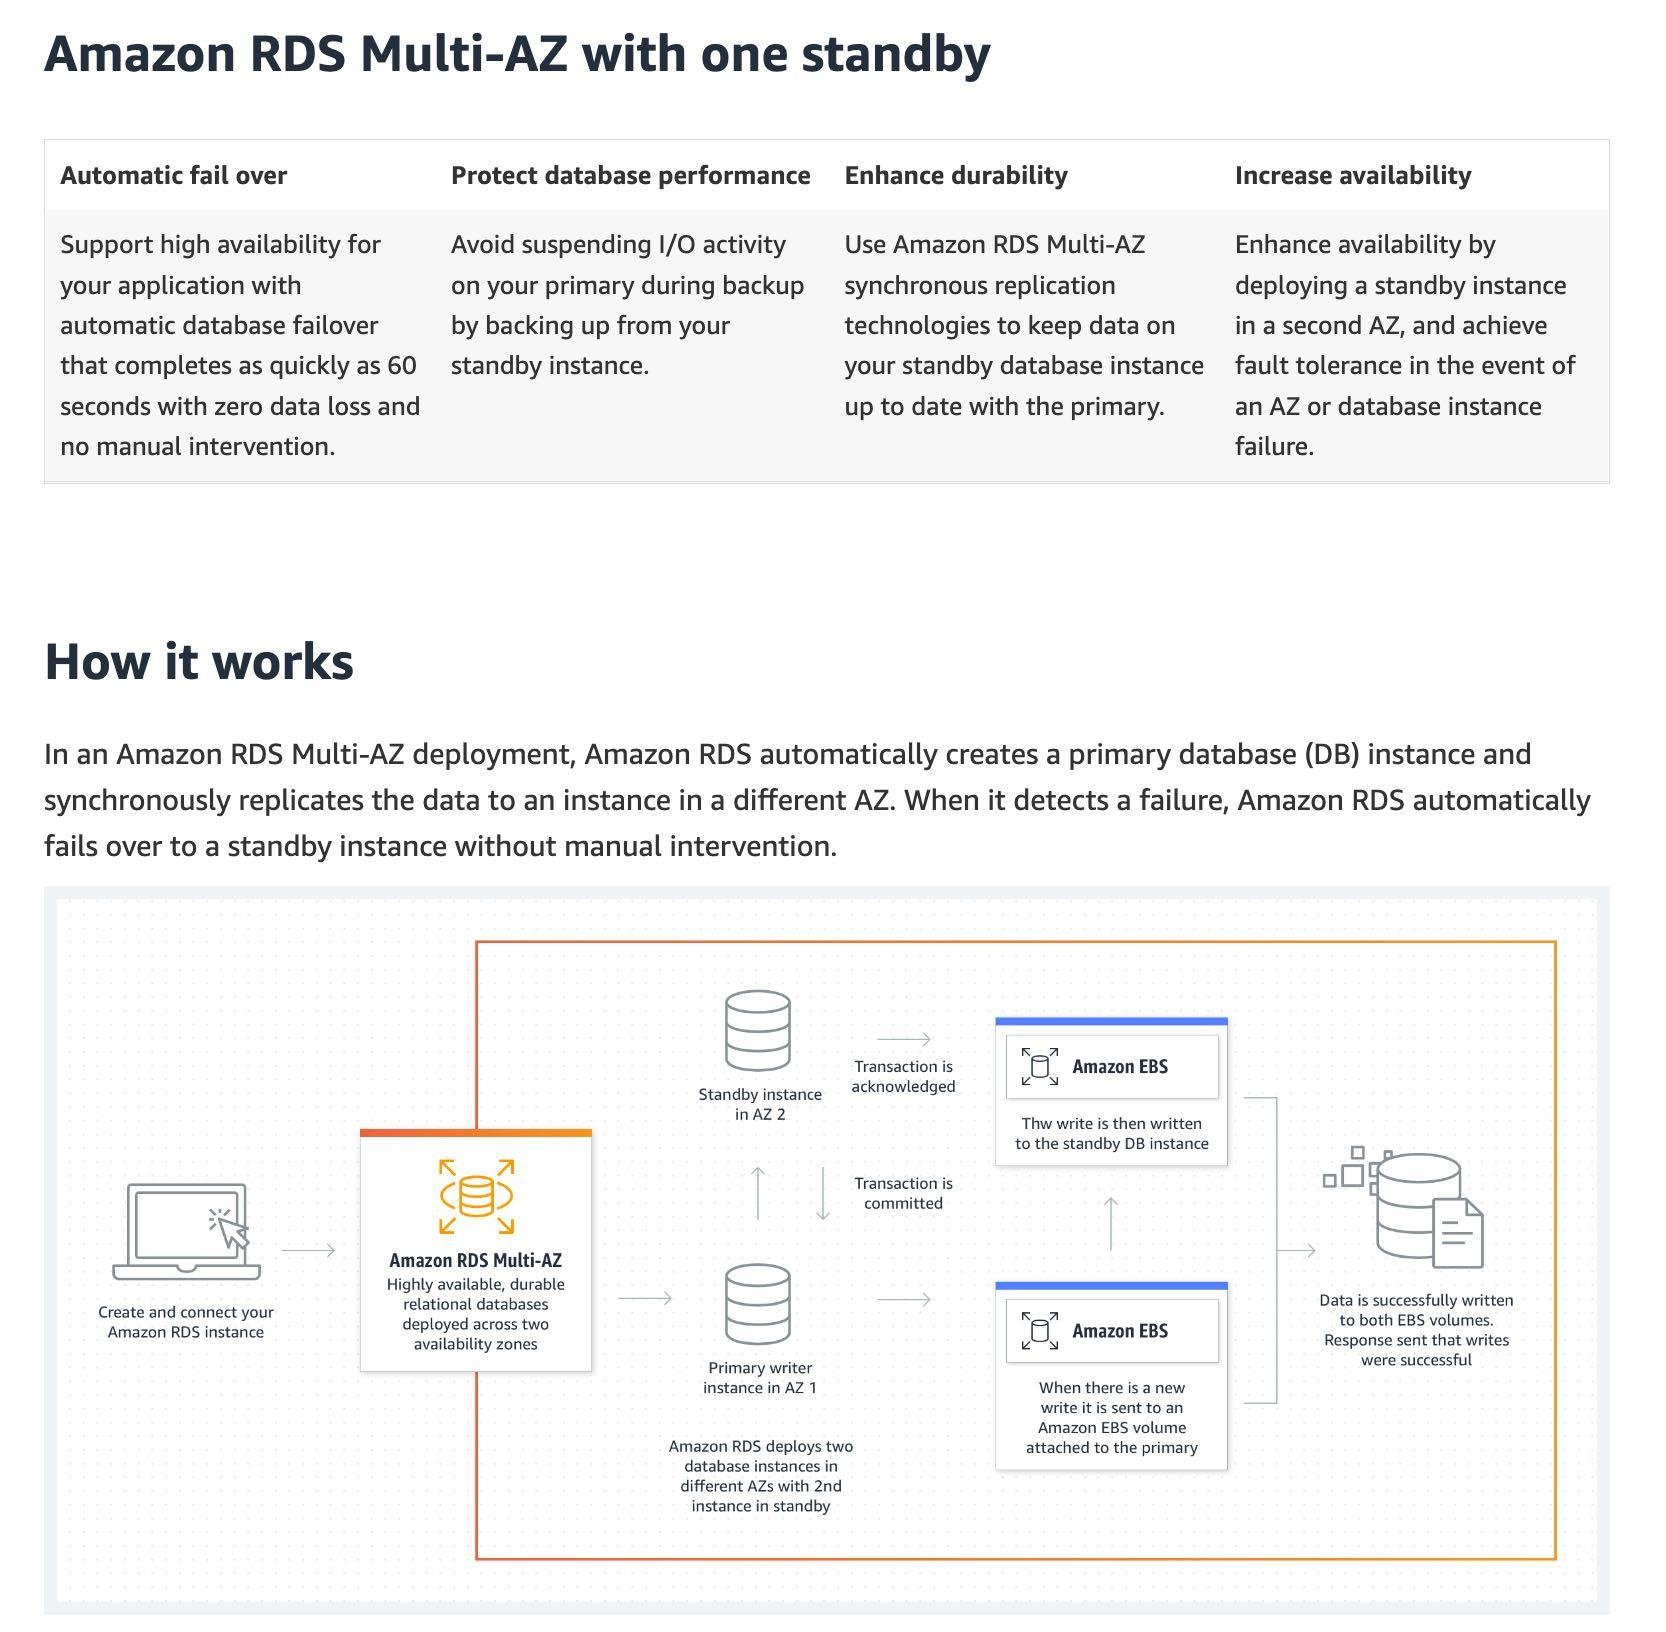 Amazon RDS Multi-AZ with one standby
Automatic fail over
Support high availability for
your application with
automatic database failover
that completes as quickly as 60
seconds with zero data loss and
no manual intervention.
Protect database performance
Avoid suspending I/O activity
on your primary during backup
by backing up from your
standby instance.
Enhance durability
Use Amazon RDS Multi-AZ
synchronous replication
technologies to keep data on
your standby database instance
up to date with the primary.
Increase availability
Enhance availability by
deploying a standby instance
in a second AZ, and achieve
fault tolerance in the event of
an AZ or database instance
failure.
How it works
In an Amazon RDS Multi-AZ deployment, Amazon RDS automatically creates a primary database (DB) instance and
synchronously replicates the data to an instance in a different AZ. When it detects a failure, Amazon RDS automatically
fails over to a standby instance without manual intervention.
Create and connect your
Amazon RDS instance
Amazon RDS Multi-AZ
Highly available, durable
relational databases
deployed across two
availability zones
Standby instance
in AZ 2
Transaction is
acknowledged
Transaction is
committed
Primary writer
instance in AZ 1
Amazon RDS deploys two
database instances in
different AZs with 2nd
instance in standby
Amazon EBS
Thw write is then written
to the standby DB instance
Amazon EBS
When there is a new
write it is sent to an
Amazon EBS volume
attached to the primary
Data is successfully written
to both EBS volumes.
Response sent that writes
were successful